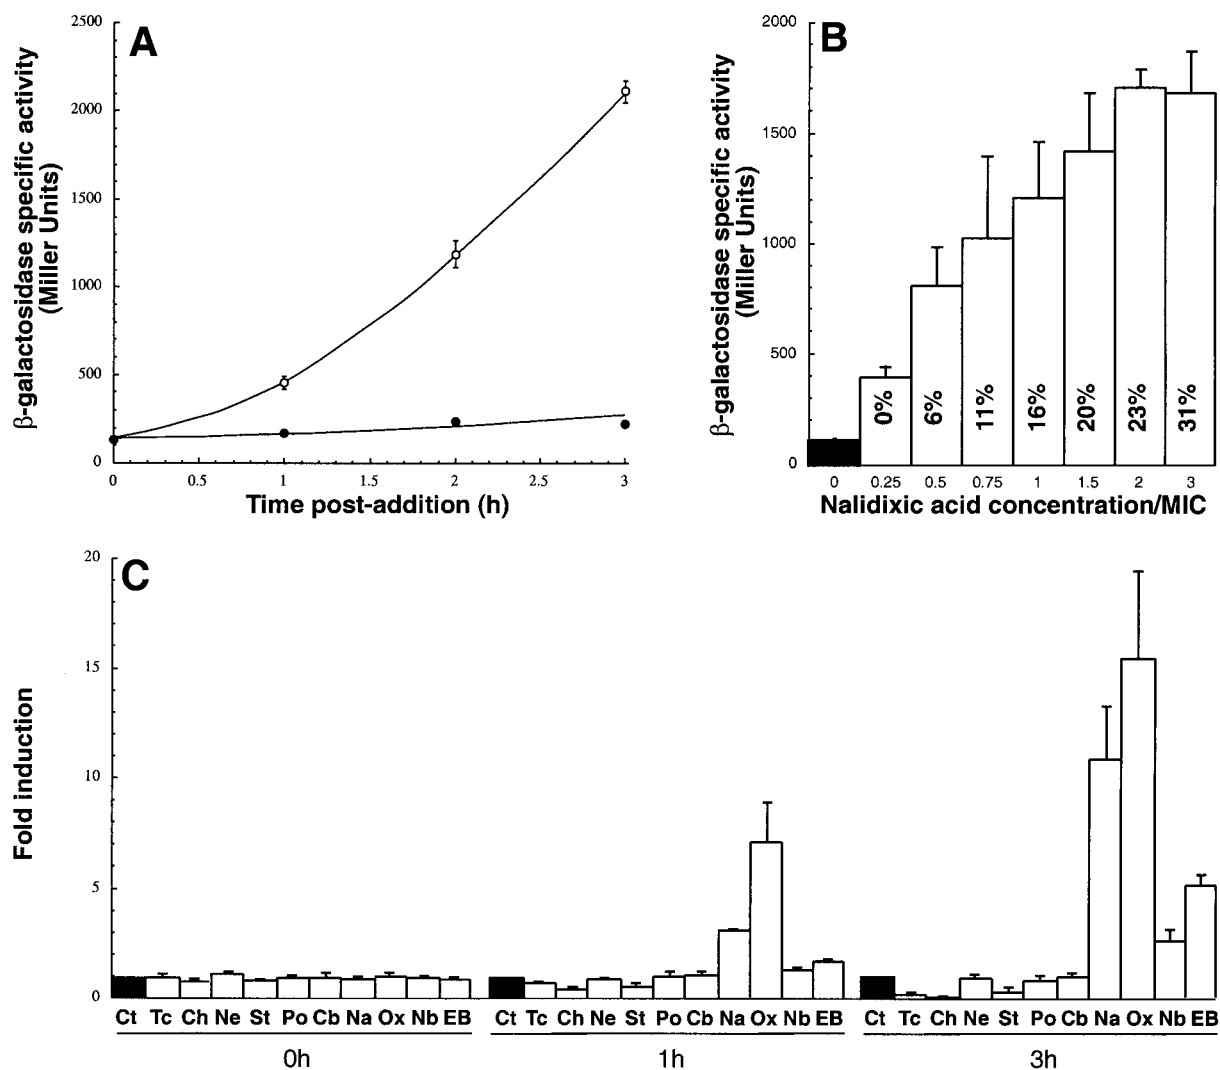 A
β-galactosidase specific activity
(Miller Units)
2500
2000
1500
1000
500
0
0 0.5 1 1.5 2 2.5 3
Time post-addition (h)
B
β-galactosidase specific activity
(Miller Units)
2000
1500
1000
500
0
0% 6% 11% 16% 20% 23% 31%
0 0.25 0.5 0.75 1 1.5 2 3
Nalidixic acid concentration/MIC
C
Fold induction
20
15
10
5
0
Ct Tc Ch Ne St Po Cb Na Ox Nb EB Ct Tc Ch Ne St Po Cb Na Ox Nb EB Ct Tc Ch Ne St Po Cb Na Ox Nb EB
0h 1h 3h